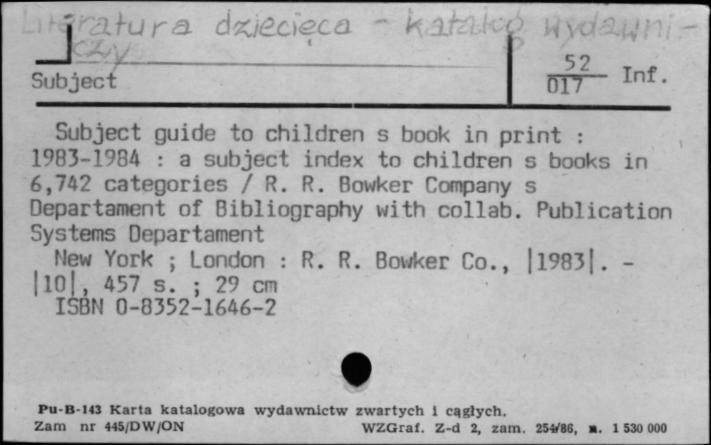 Literatura dziecięca - katalog wydawni-
czy
Subject
52
017 Inf.
Subject guide to children s book in print :
1983-1984 : a subject index to children s books in
6,742 categories / R. R. Bowker Company s
Departament of Bibliography with collab. Publication
Systems Departament
New York ; London : R. R. Bowker Co., |1983|. -
|10|, 457 s. ; 29 cm
ISBN 0-8352-1646-2
Pu-B-143 Karta katalogowa wydawnictw zwartych i cągłych.
Zam nr 445/DW/ON WZGraf. Z-d 2, zam. 254/86, n. 1 530 000